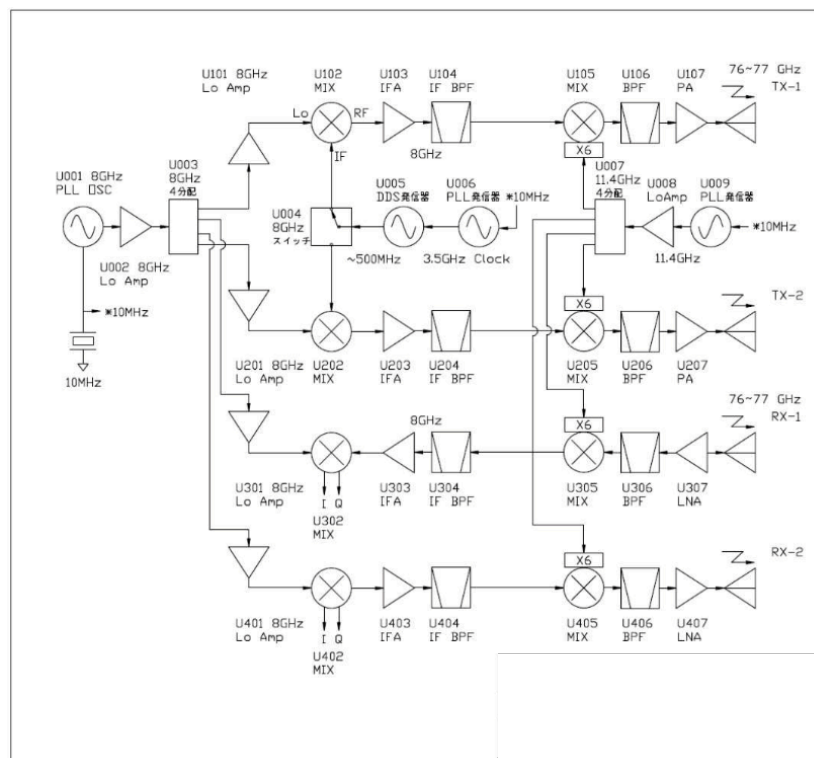 U101 8GHz
Lo Amp
U102
MIX
U103
IFA
U104
IF BPF
U105
MIX
U106
BPF
U107
PA
76~77 GHz
TX-1
Lo
RF
IF
8GHz
X6
U001 8GHz
PLL OSC
U003
8GHz
4分配
U002 8GHz
Lo Amp
U004
8GHz
スイッチ
U005
DDS発信器
U006
PLL発信器
*10MHz
~500MHz
3.5GHz Clock
U007
11.4GHz
4分配
U008
LoAmp
U009
PLL発信器
*10MHz
11.4GHz
*10MHz
10MHz
X6
TX-2
U201 8GHz
Lo Amp
U202
MIX
U203
IFA
U204
IF BPF
U205
MIX
U206
BPF
U207
PA
76~77 GHz
RX-1
8GHz
X6
U301 8GHz
Lo Amp
I Q
U302
MIX
U303
IFA
U304
IF BPF
U305
MIX
U306
BPF
U307
LNA
X6
RX-2
U401 8GHz
Lo Amp
I Q
U402
MIX
U403
IFA
U404
IF BPF
U405
MIX
U406
BPF
U407
LNA